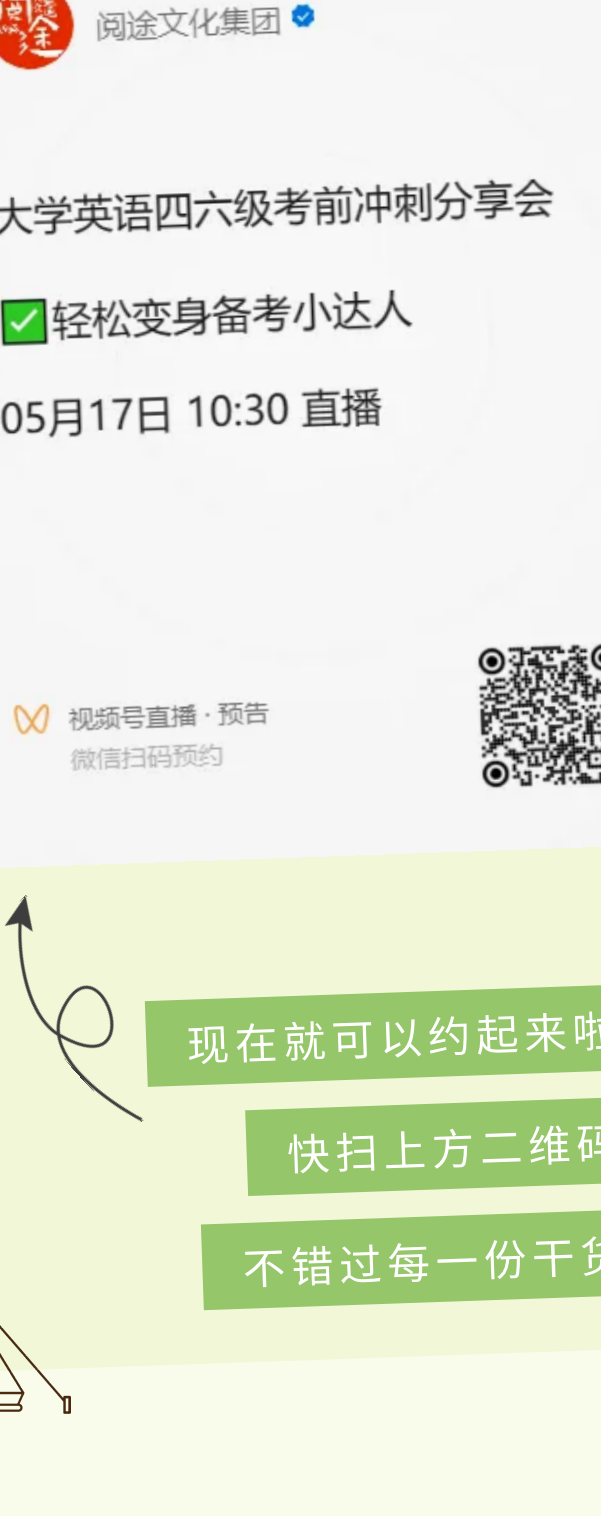 阅途文化集团
大学英语四六级考前冲刺分享会
✅轻松变身备考小达人
05月17日 10:30 直播
视频号直播 · 预告
微信扫码预约
现在就可以约起来啦
快扫上方二维码
不错过每一份干货